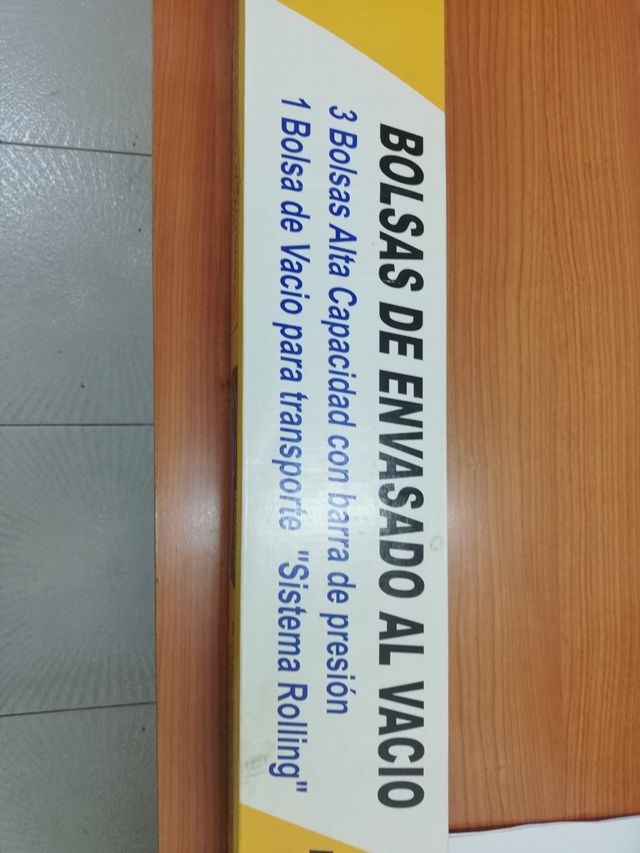 BOLSAS DE ENVASADO AL VACIO
3 Bolsas Alta Capacidad con barra de presión
1 Bolsa de Vacio para transporte "Sistema Rolling"